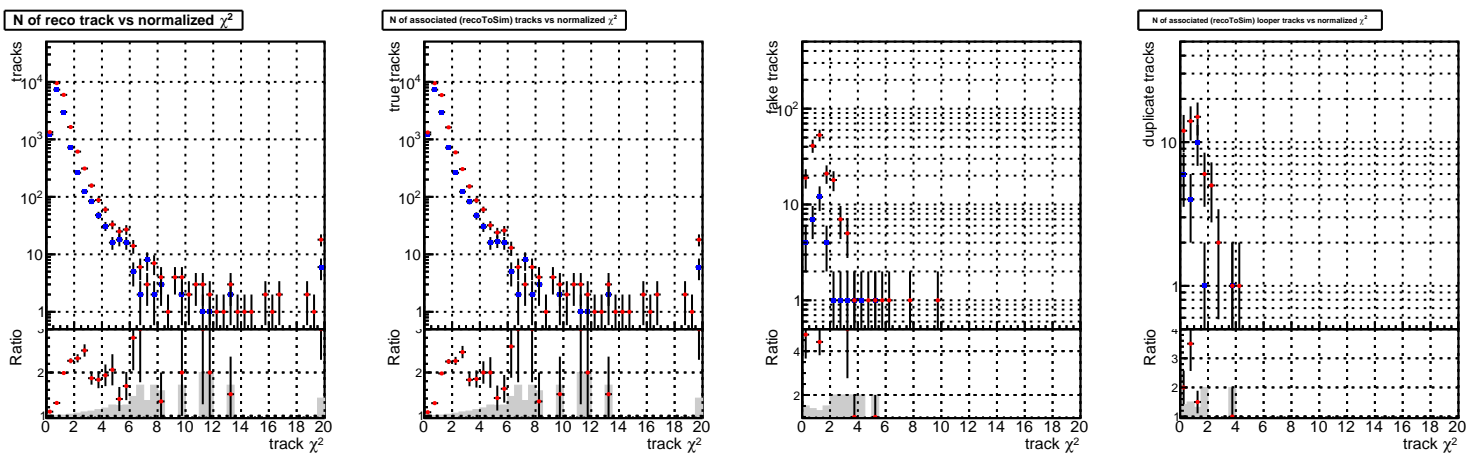 N of reco track vs normalized χ²
tracks
10⁴
10³
10²
10
1
Ratio
3
2
1
0 2 4 6 8 10 12 14 16 18 20
track χ²
N of associated (recoToSim) tracks vs normalized χ²
true tracks
10⁴
10³
10²
10
1
Ratio
3
2
1
0 2 4 6 8 10 12 14 16 18 20
track χ²
fake tracks
10²
10
1
Ratio
4
2
0 2 4 6 8 10 12 14 16 18 20
track χ²
N of associated (recoToSim) looper tracks vs normalized χ²
duplicate tracks
10
1
Ratio
4
3
2
1
0 2 4 6 8 10 12 14 16 18 20
track χ²